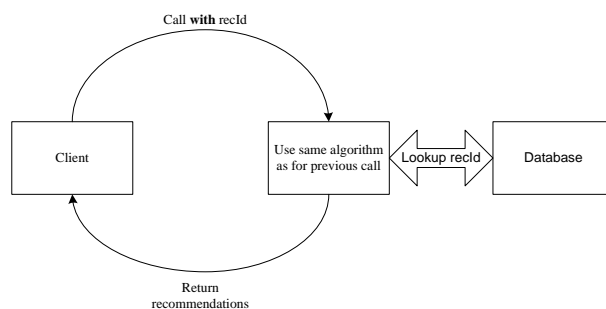 Call with recId
Client
Use same algorithm
as for previous call
Lookup recId
Database
Return
recommendations